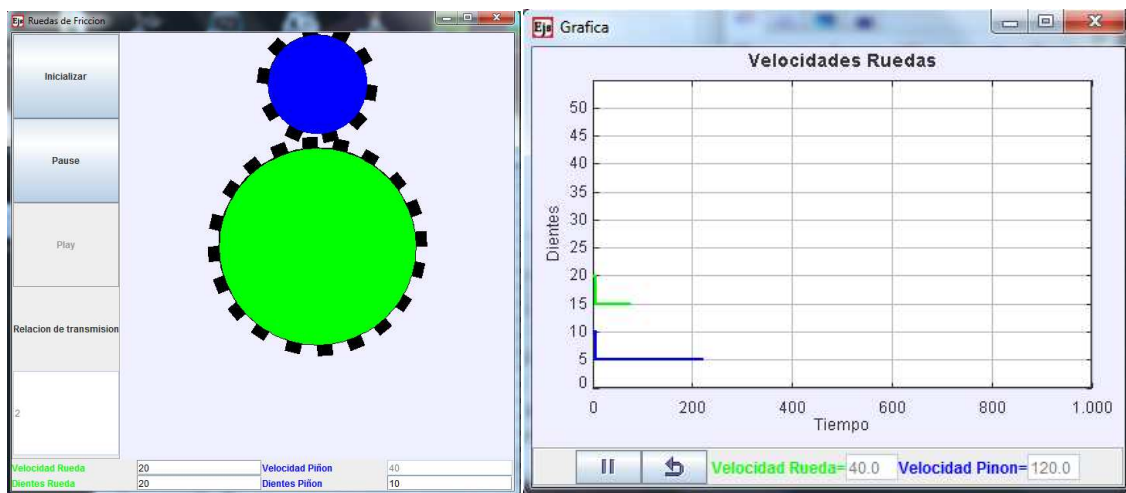 Ejs Ruedas de Friccion
Inicializar
Pause
Play
Relacion de transmision
2
Velocidad Rueda 20 Velocidad Piñon 40
Dientes Rueda 20 Dientes Piñon 10
Ejs Grafica
Velocidades Ruedas
50
45
40
35
30
25
20
15
10
5
0
Dientes
0 200 400 600 800 1.000
Tiempo
Velocidad Rueda= 40.0 Velocidad Pinon= 120.0